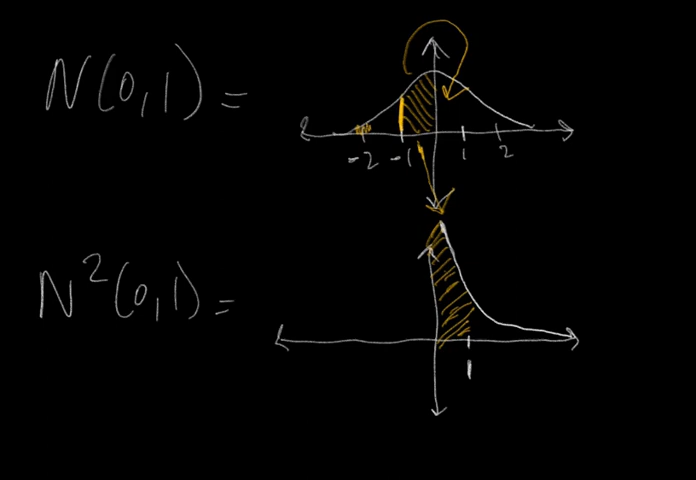 N(0,1) =
-2 -1 1 2
N²(0,1) =
1